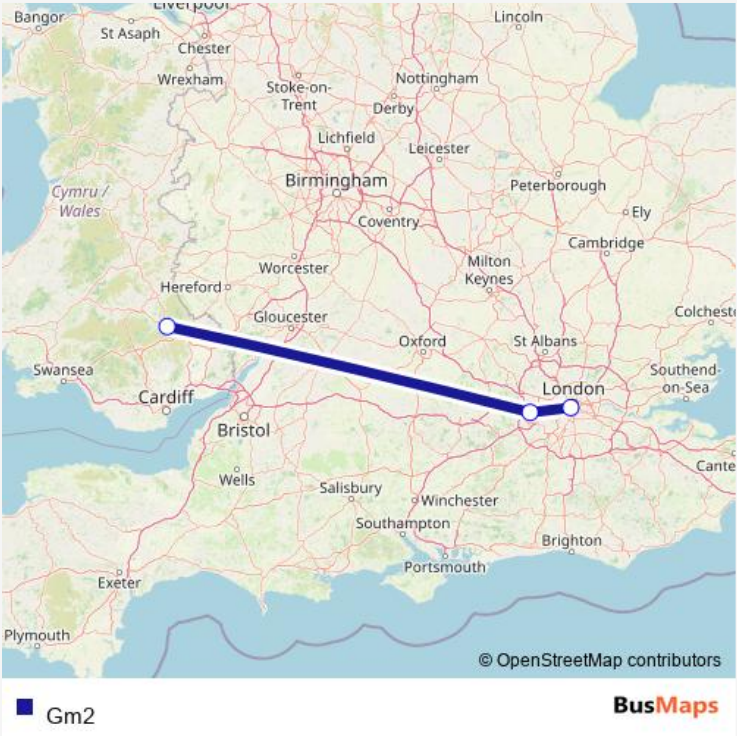 Liverpool
Bangor
Lincoln
St Asaph
Chester
Wrexham
Stoke-on-
Trent
Nottingham
Derby
Lichfield
Leicester
Birmingham
Peterborough
Cymru /
Wales
Ely
Coventry
Cambridge
Worcester
Milton
Keynes
Hereford
Gloucester
Colcheste
Oxford
St Albans
Swansea
Southend-
on-Sea
London
Cardiff
Bristol
Cante
Wells
Salisbury
Winchester
Southampton
Brighton
Portsmouth
Exeter
Plymouth
© OpenStreetMap contributors
Gm2
BusMaps